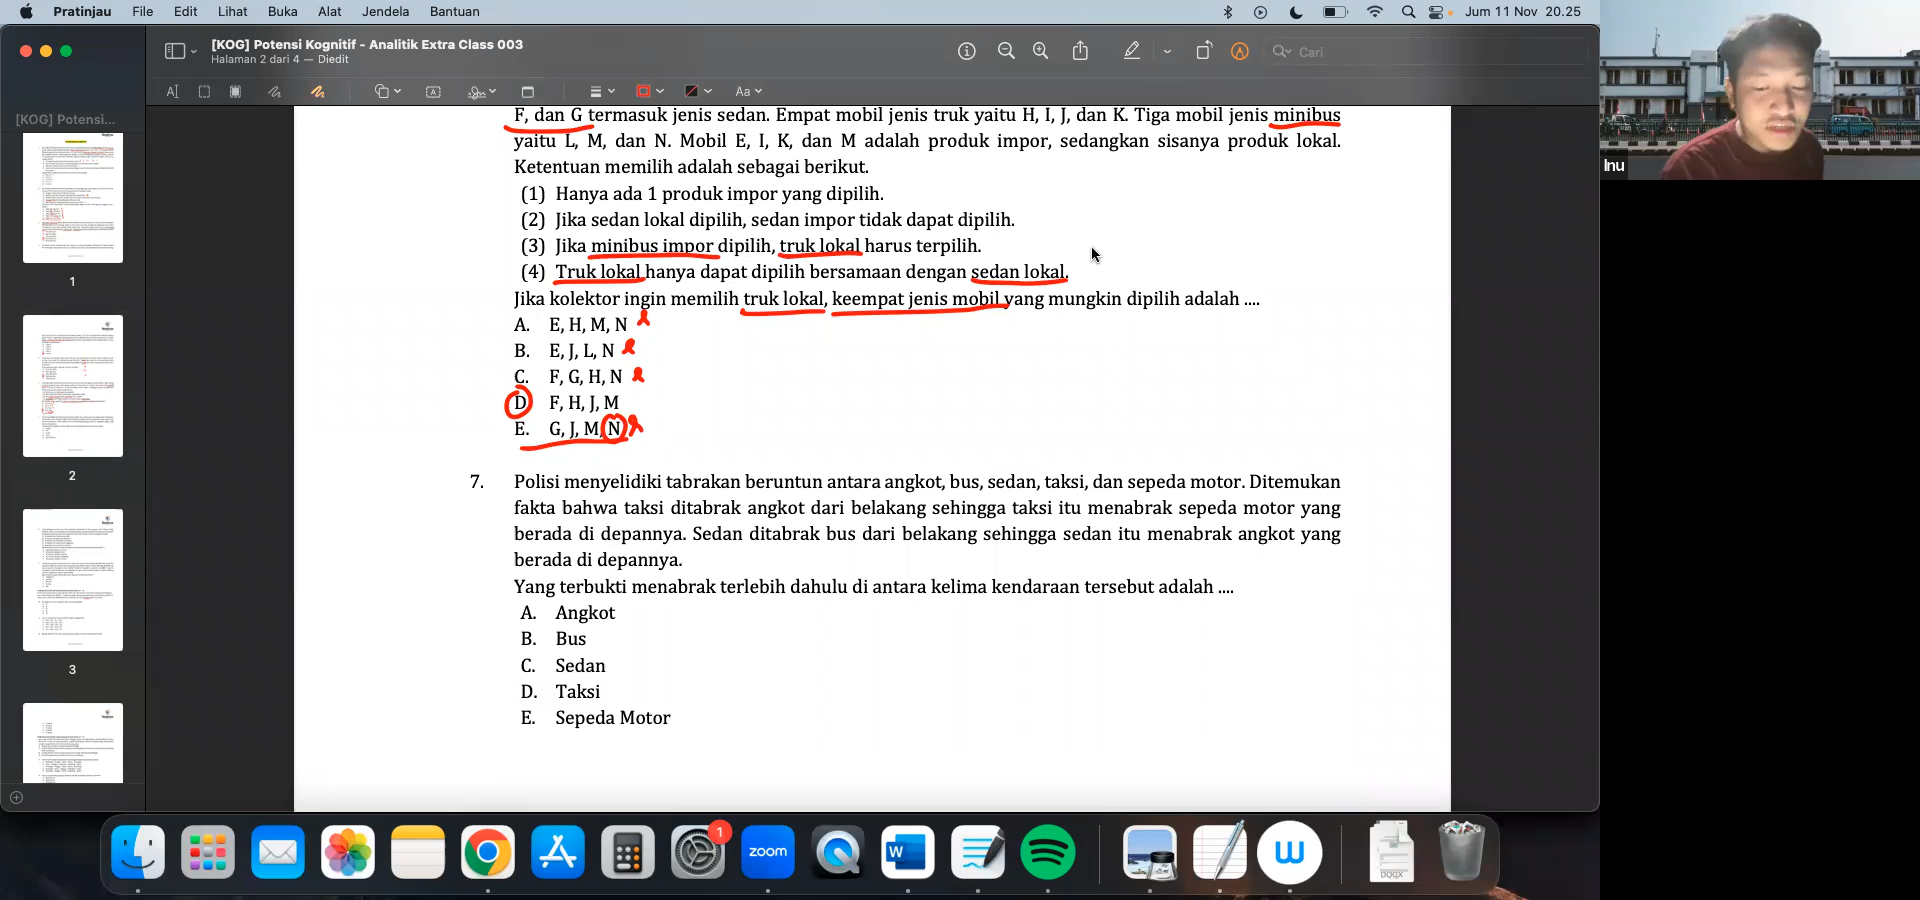 Pratinjau File Edit Lihat Buka Alat Jendela Bantuan Jum 11 Nov 20.25
[KOG] Potensi Kognitif - Analitik Extra Class 003
Halaman 2 dari 4 — Diedit
Cari
Aa
[KOG] Potensi...
1
2
3
F, dan G termasuk jenis sedan. Empat mobil jenis truk yaitu H, I, J, dan K. Tiga mobil jenis minibus
yaitu L, M, dan N. Mobil E, I, K, dan M adalah produk impor, sedangkan sisanya produk lokal.
Ketentuan memilih adalah sebagai berikut.
(1) Hanya ada 1 produk impor yang dipilih.
(2) Jika sedan lokal dipilih, sedan impor tidak dapat dipilih.
(3) Jika minibus impor dipilih, truk lokal harus terpilih.
(4) Truk lokal hanya dapat dipilih bersamaan dengan sedan lokal.
Jika kolektor ingin memilih truk lokal, keempat jenis mobil yang mungkin dipilih adalah ....
A. E, H, M, N
B. E, J, L, N
C. F, G, H, N
D F, H, J, M
E. G, J, M, N
7. Polisi menyelidiki tabrakan beruntun antara angkot, bus, sedan, taksi, dan sepeda motor. Ditemukan
fakta bahwa taksi ditabrak angkot dari belakang sehingga taksi itu menabrak sepeda motor yang
berada di depannya. Sedan ditabrak bus dari belakang sehingga sedan itu menabrak angkot yang
berada di depannya.
Yang terbukti menabrak terlebih dahulu di antara kelima kendaraan tersebut adalah ....
A. Angkot
B. Bus
C. Sedan
D. Taksi
E. Sepeda Motor
Inu
1
zoom
W
DOQX